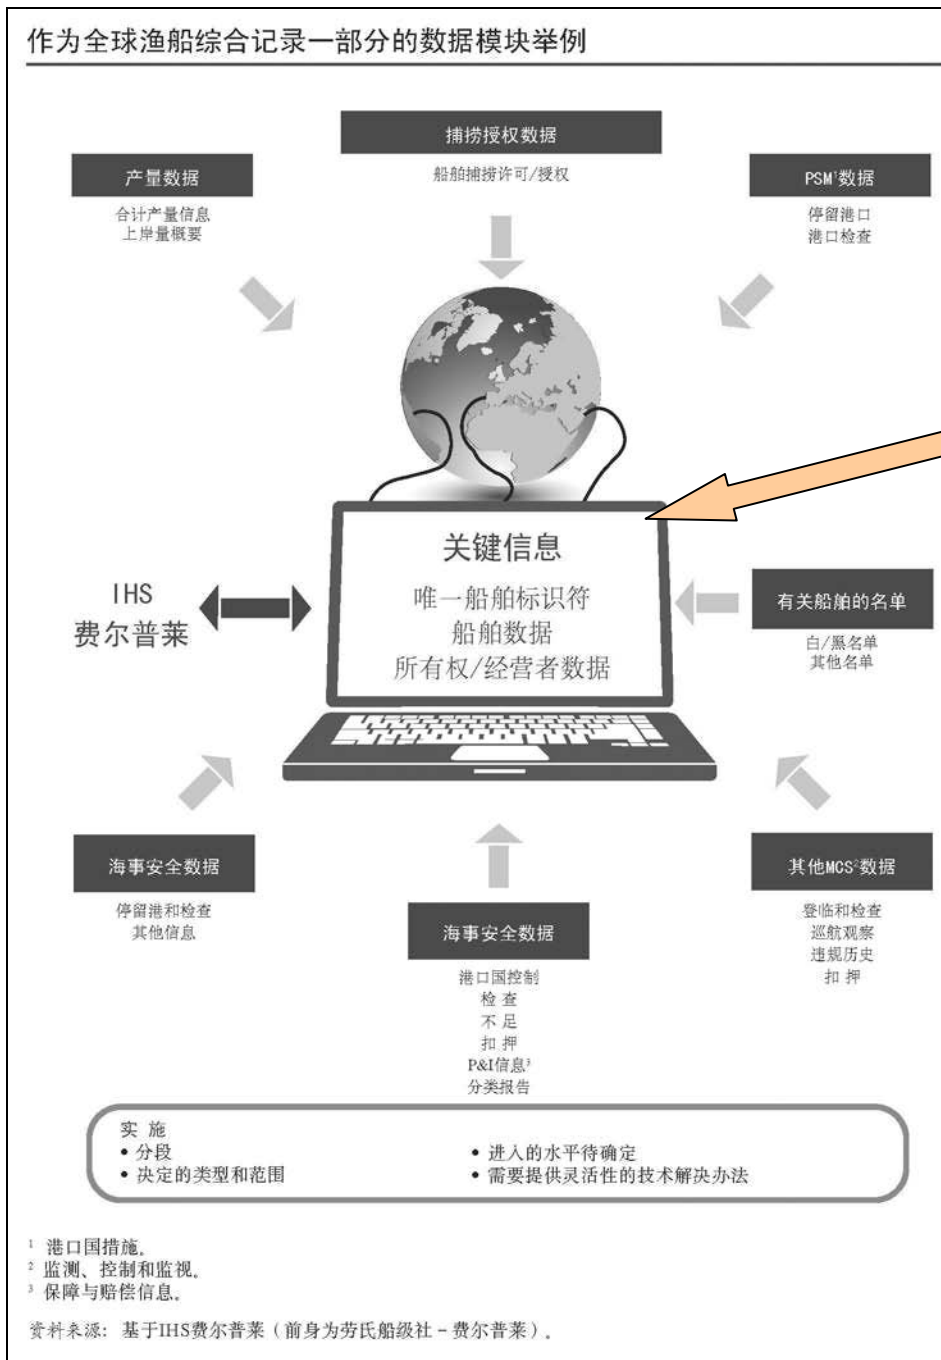 作为全球渔船综合记录一部分的数据模块举例
捕捞授权数据
船舶捕捞许可/授权
产量数据
合计产量信息
上岸量概要
PSM¹数据
停留港口
港口检查
关键信息
唯一船舶标识符
船舶数据
所有权/经营者数据
IHS
费尔普莱
有关船舶的名单
白/黑名单
其他名单
海事安全数据
停留港和检查
其他信息
海事安全数据
港口国控制
检查
不足
扣押
P&I信息³
分类报告
其他MCS²数据
登临和检查
巡航观察
违规历史
扣押
实施
• 分段
• 决定的类型和范围
• 进入的水平待确定
• 需要提供灵活性的技术解决办法
¹ 港口国措施。
² 监测、控制和监视。
³ 保障与赔偿信息。
资料来源: 基于IHS费尔普莱（前身为劳氏船级社－费尔普莱）。